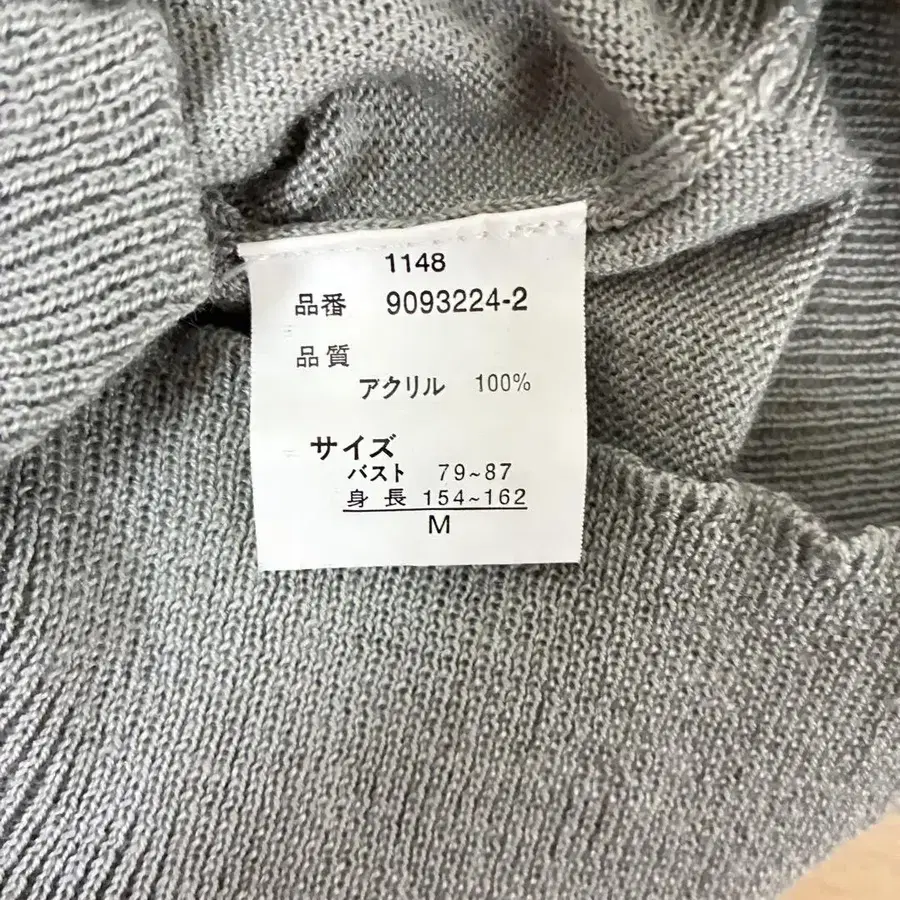 1148
品番 9093224-2
品質
アクリル 100%
サイズ
バスト 79~87
身長 154~162
M